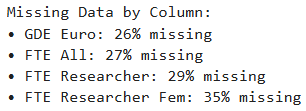 Missing Data by Column:
• GDE Euro: 26% missing
• FTE All: 27% missing
• FTE Researcher: 29% missing
• FTE Researcher Fem: 35% missing